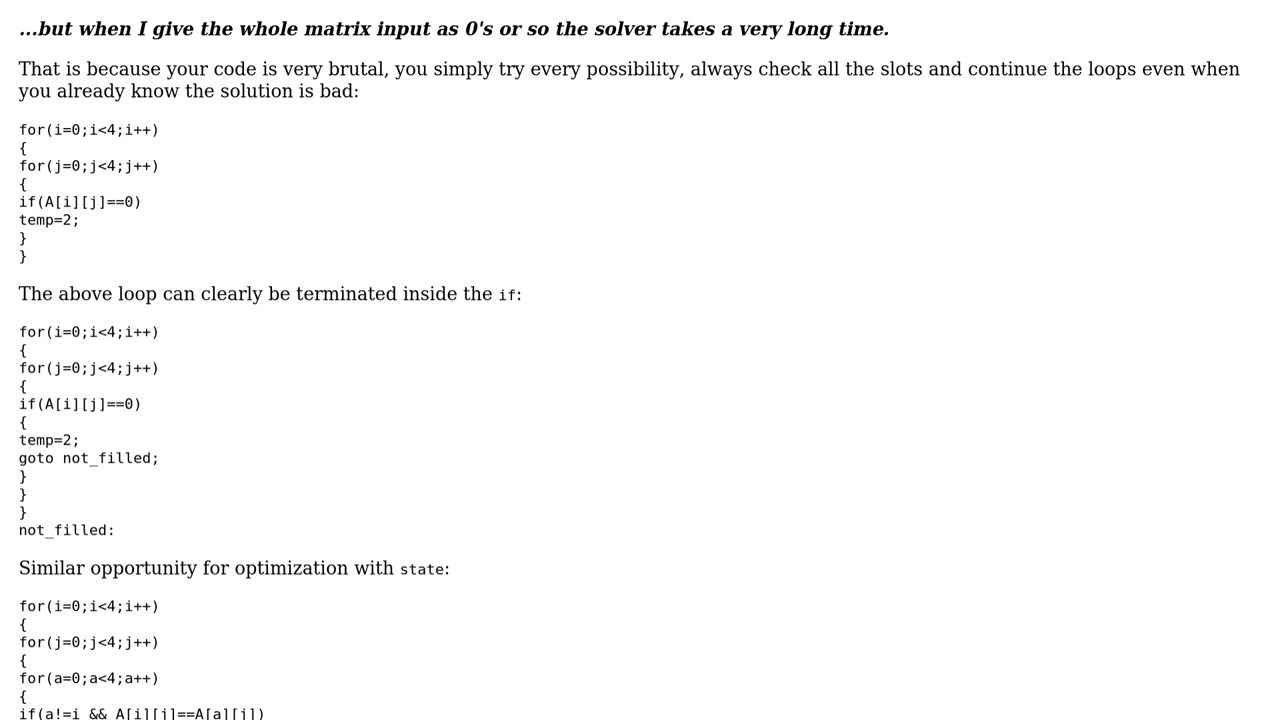 ...but when I give the whole matrix input as 0's or so the solver takes a very long time.
That is because your code is very brutal, you simply try every possibility, always check all the slots and continue the loops even when
you already know the solution is bad:
for(i=0;i<4;i++)
{
for(j=0;j<4;j++)
{
if(A[i][j]==0)
temp=2;
}
}
The above loop can clearly be terminated inside the if:
for(i=0;i<4;i++)
{
for(j=0;j<4;j++)
{
if(A[i][j]==0)
{
temp=2;
goto not_filled;
}
}
}
not_filled:
Similar opportunity for optimization with state:
for(i=0;i<4;i++)
{
for(j=0;j<4;j++)
{
for(a=0;a<4;a++)
{
if(a!=i && A[i][j]==A[a][j])